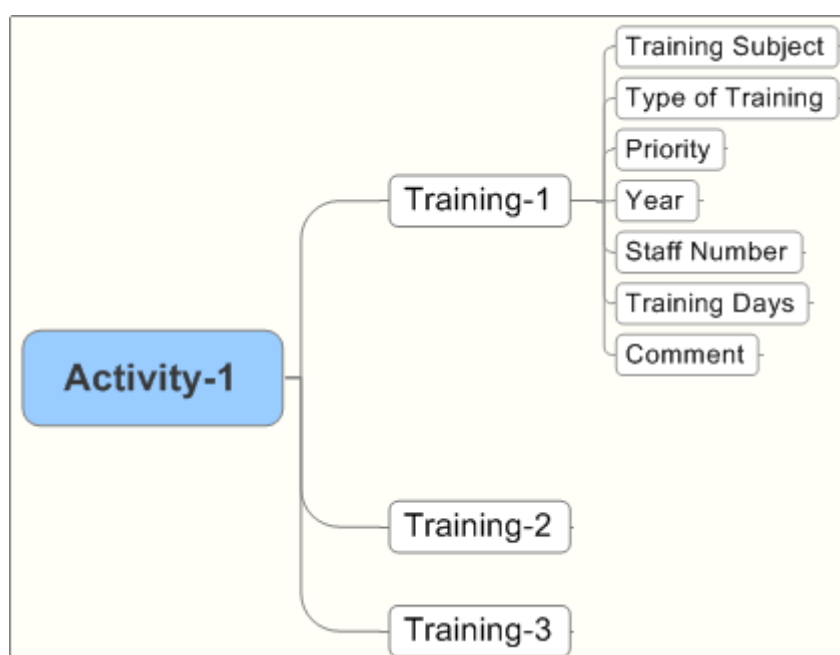 Training Subject
Type of Training
Priority
Training-1
Year
Staff Number
Training Days
Comment
Activity-1
Training-2
Training-3